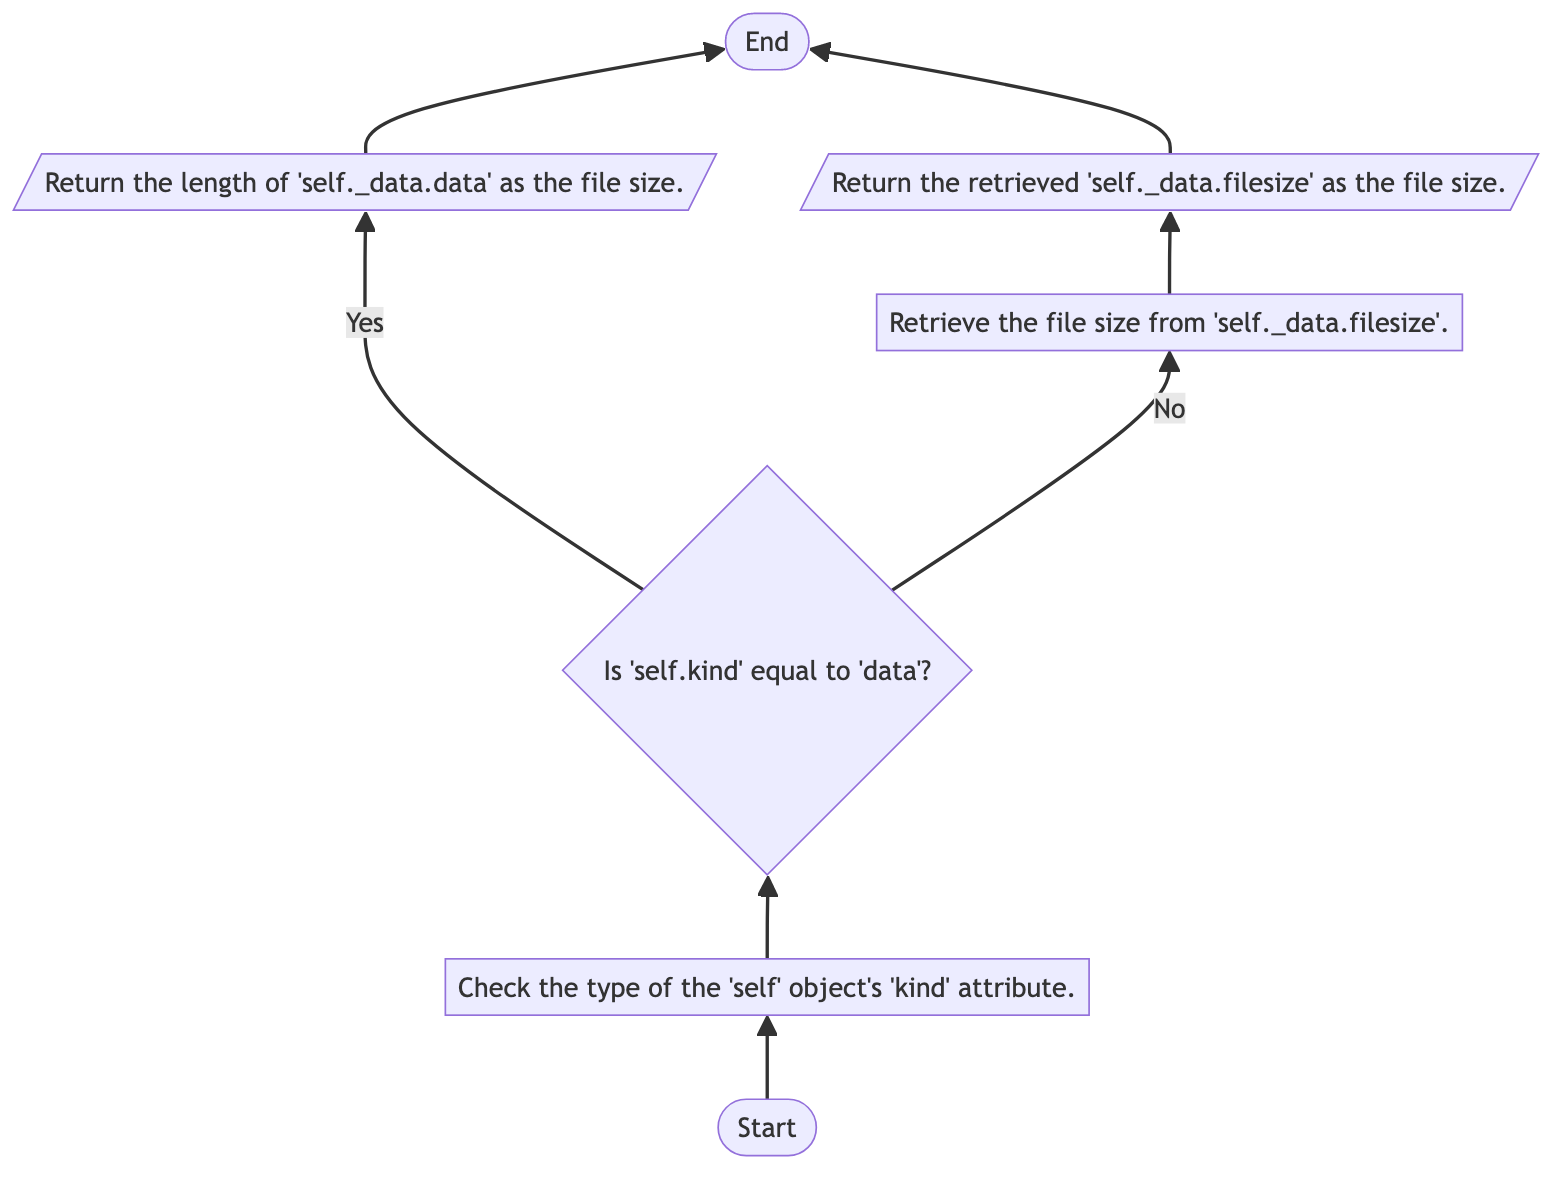 End
Return the length of 'self._data.data' as the file size.
Return the retrieved 'self._data.filesize' as the file size.
Yes
Retrieve the file size from 'self._data.filesize'.
No
Is 'self.kind' equal to 'data'?
Check the type of the 'self' object's 'kind' attribute.
Start